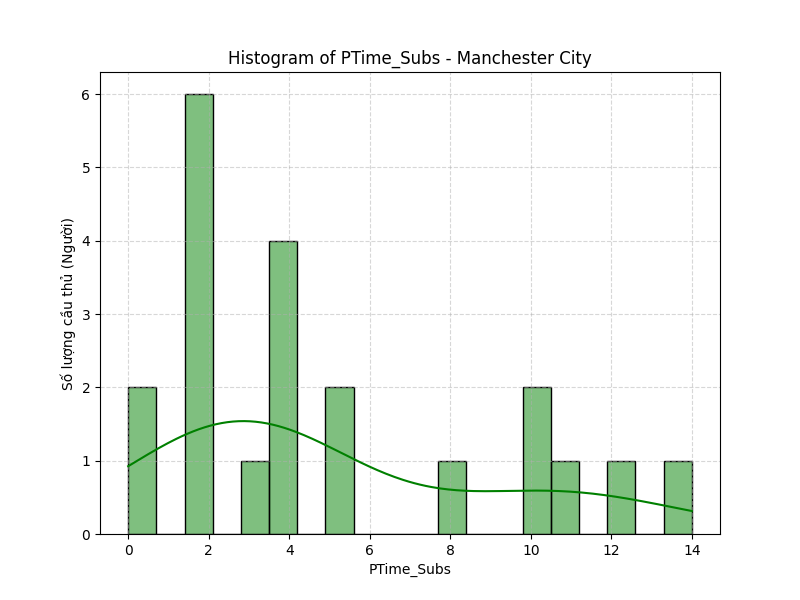 Histogram of PTime_Subs - Manchester City
Số lượng cầu thủ (Người)
6
5
4
3
2
1
0
0 2 4 6 8 10 12 14
PTime_Subs